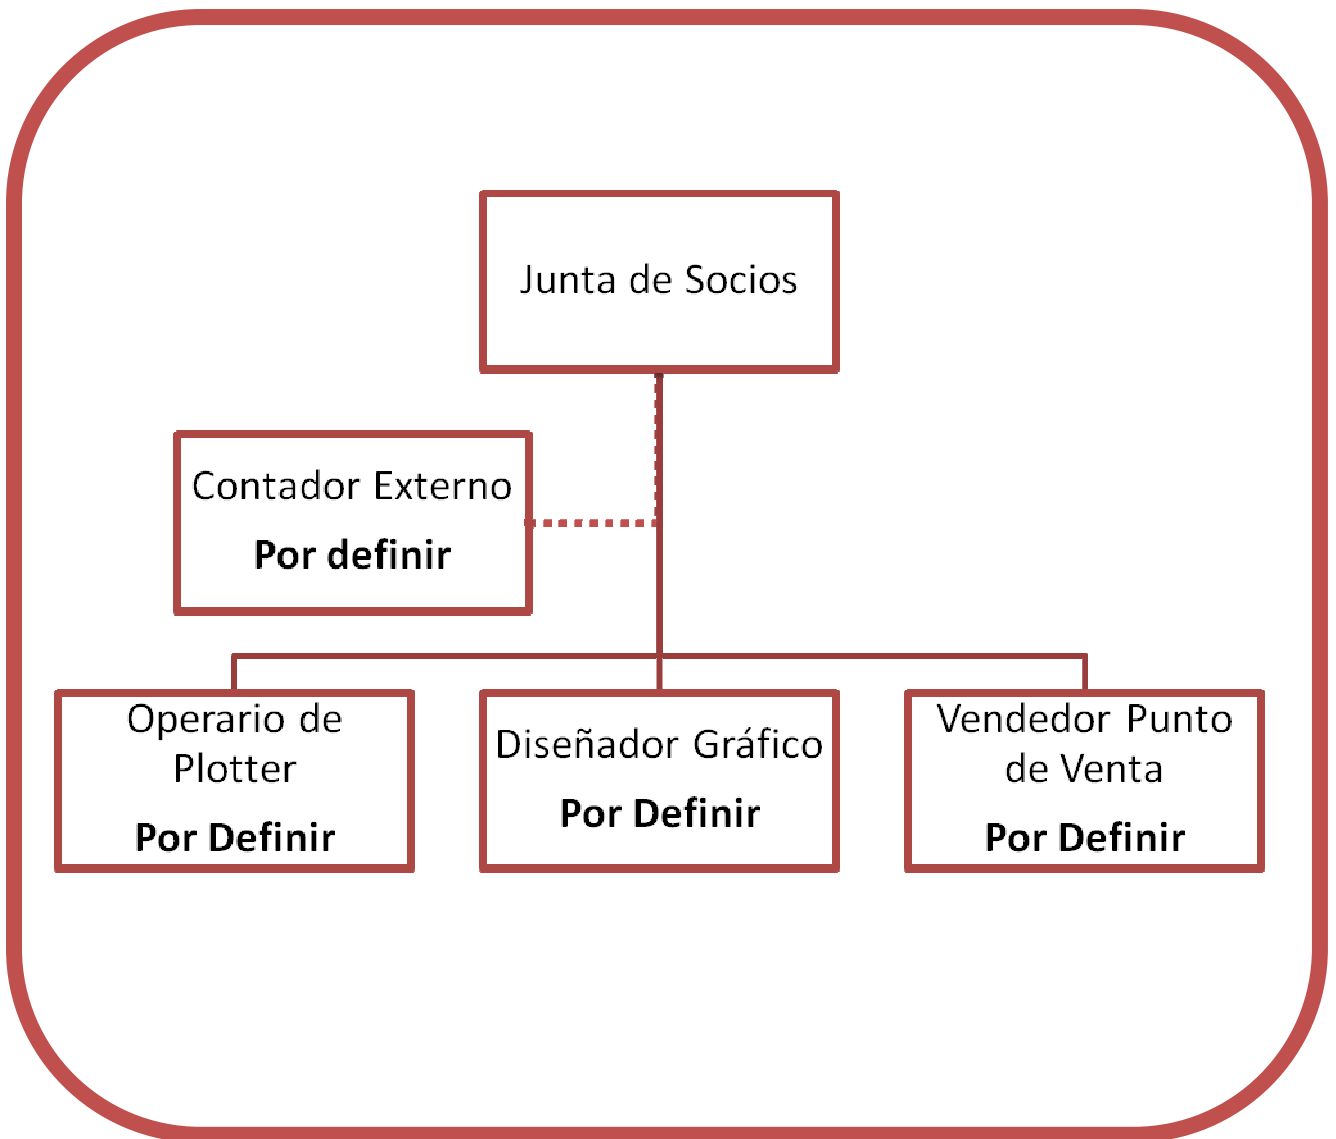 Junta de Socios
Contador Externo
Por definir
Operario de
Plotter
Por Definir
Diseñador Gráfico
Por Definir
Vendedor Punto
de Venta
Por Definir